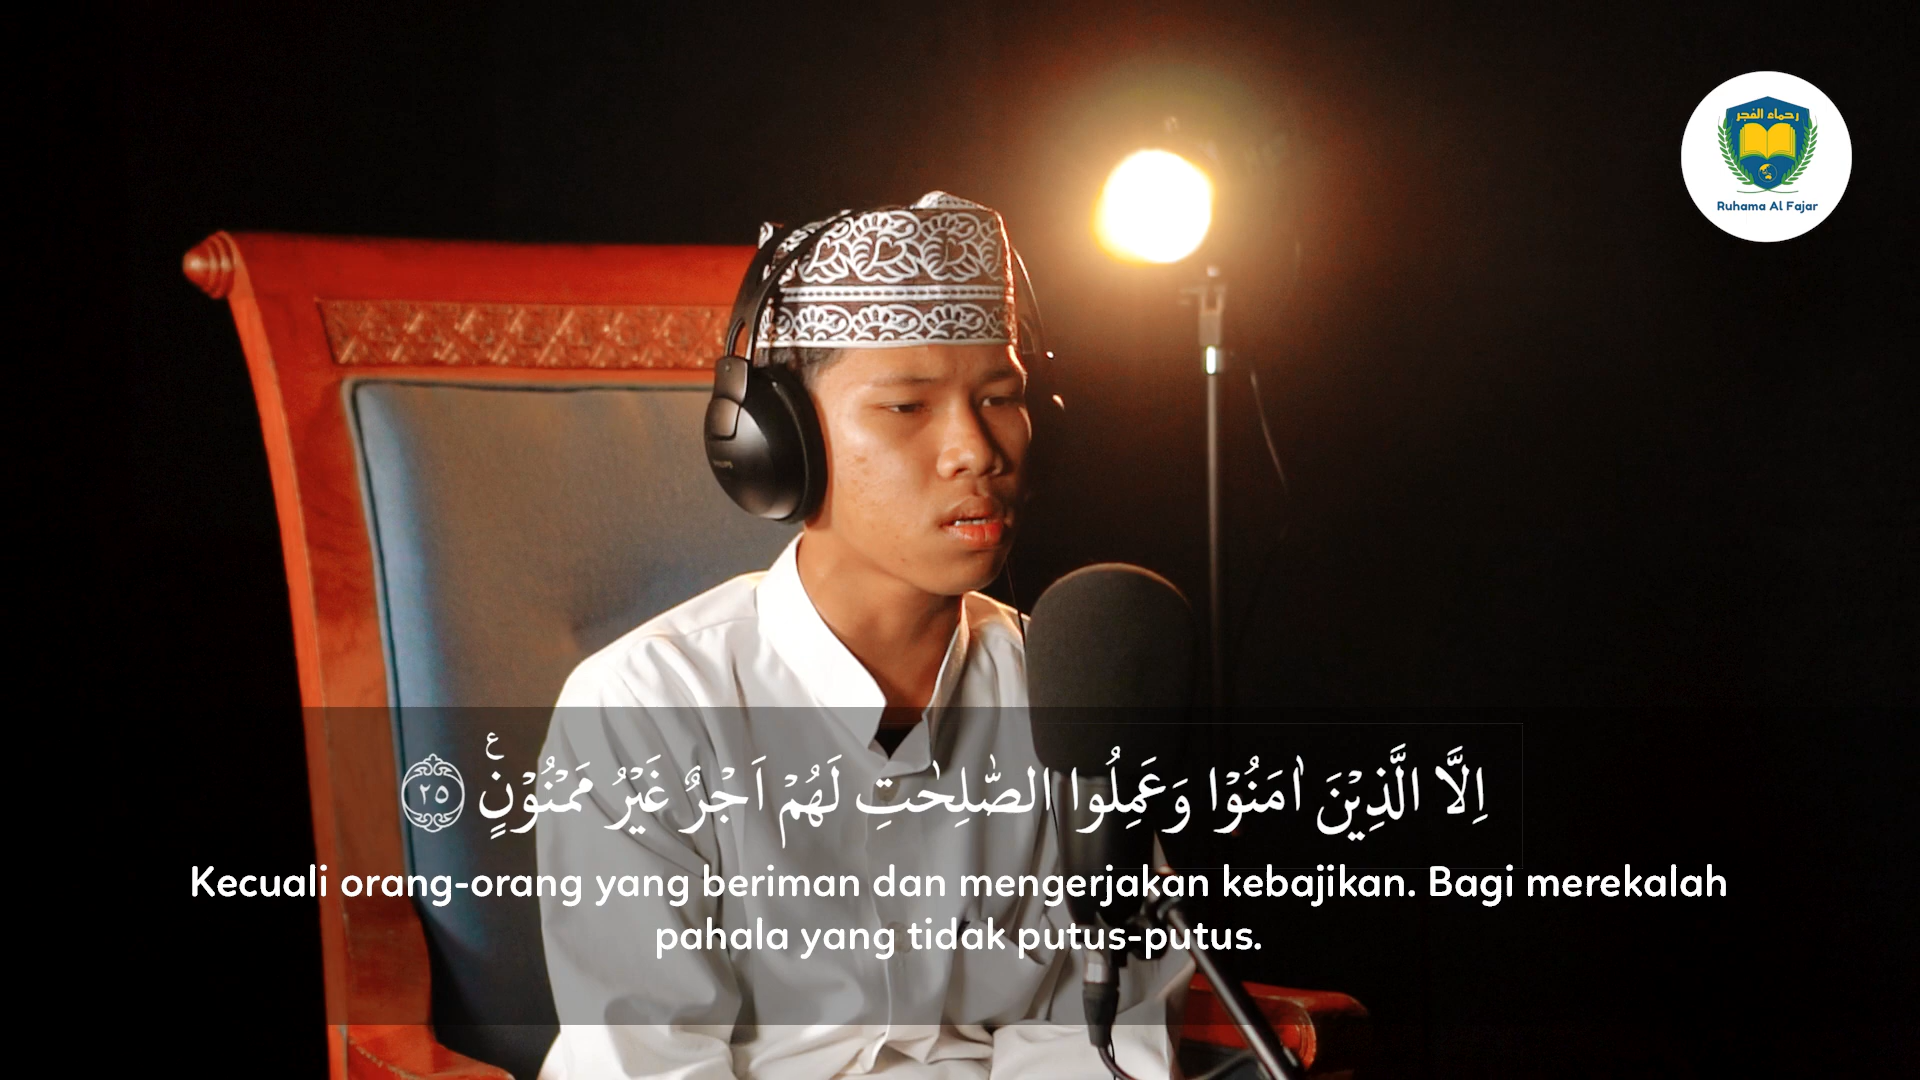 رحماء الفجر
Ruhama Al Fajar
اِلَّا الَّذِيْنَ اٰمَنُوْا وَعَمِلُوا الصّٰلِحٰتِ لَهُمْ اَجْرٌ غَيْرُ مَمْنُوْنٍ ࣖ ٢٥
Kecuali orang-orang yang beriman dan mengerjakan kebajikan. Bagi merekalah
pahala yang tidak putus-putus.